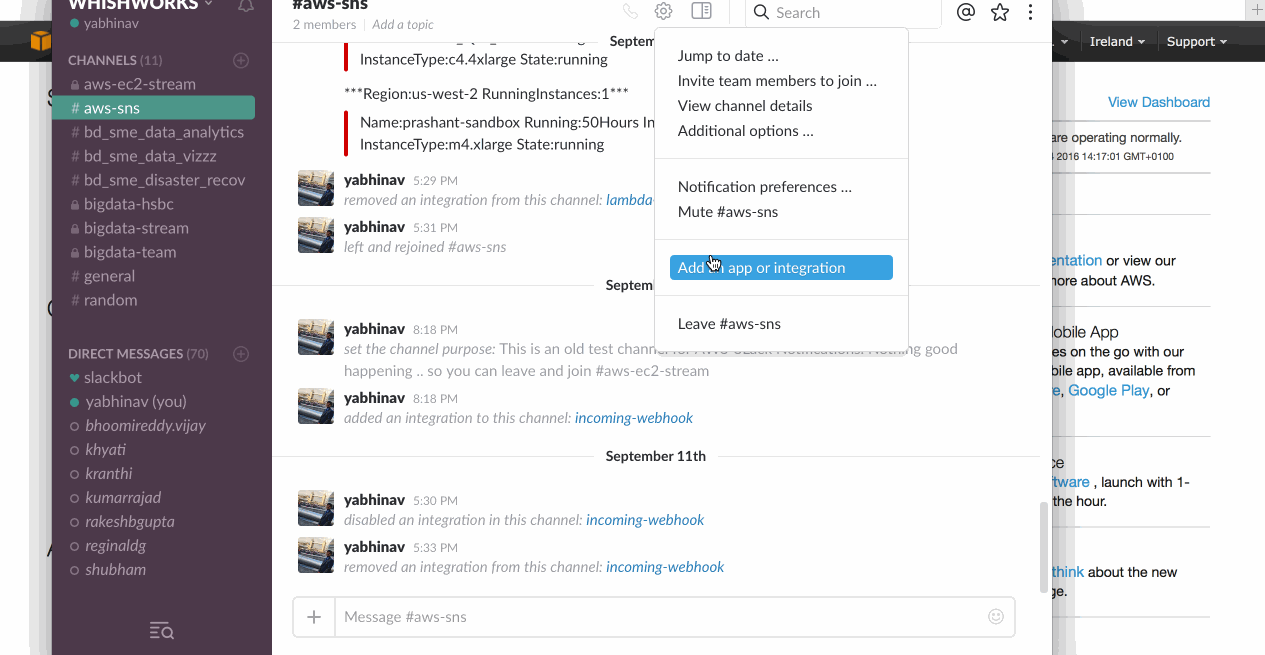 WHISHWORKS
yabhinav
CHANNELS (11)
aws-ec2-stream
# aws-sns
# bd_sme_data_analytics
# bd_sme_data_vizzz
# bd_sme_disaster_recov
bigdata-hsbc
bigdata-stream
bigdata-team
# general
# random
DIRECT MESSAGES (70)
slackbot
yabhinav (you)
bhoomireddy.vijay
khyati
kranthi
kumarrajad
rakeshbgupta
reginaldg
shubham
#aws-sns
2 members
Add a topic
Search
InstanceType:c4.4xlarge State:running
***Region:us-west-2 RunningInstances:1***
Name:prashant-sandbox Running:50Hours In
InstanceType:m4.xlarge State:running
yabhinav 5:29 PM
removed an integration from this channel: lambda-
yabhinav 5:31 PM
left and rejoined #aws-sns
yabhinav 8:18 PM
set the channel purpose: This is an old test channel for AWS Slack Notifications. Nothing good
happening .. so you can leave and join #aws-ec2-stream
yabhinav 8:18 PM
added an integration to this channel: incoming-webhook
September 11th
yabhinav 5:30 PM
disabled an integration in this channel: incoming-webhook
yabhinav 5:33 PM
removed an integration from this channel: incoming-webhook
Message #aws-sns
Jump to date ...
Invite team members to join ...
View channel details
Additional options ...
Notification preferences ...
Mute #aws-sns
Add an app or integration
Leave #aws-sns
Ireland
Support
View Dashboard
are operating normally.
2016 14:17:01 GMT+0100
entation or view our
more about AWS.
Mobile App
es on the go with our
bile app, available from
e, Google Play, or
ce
tware , launch with 1-
the hour.
think about the new
ge.